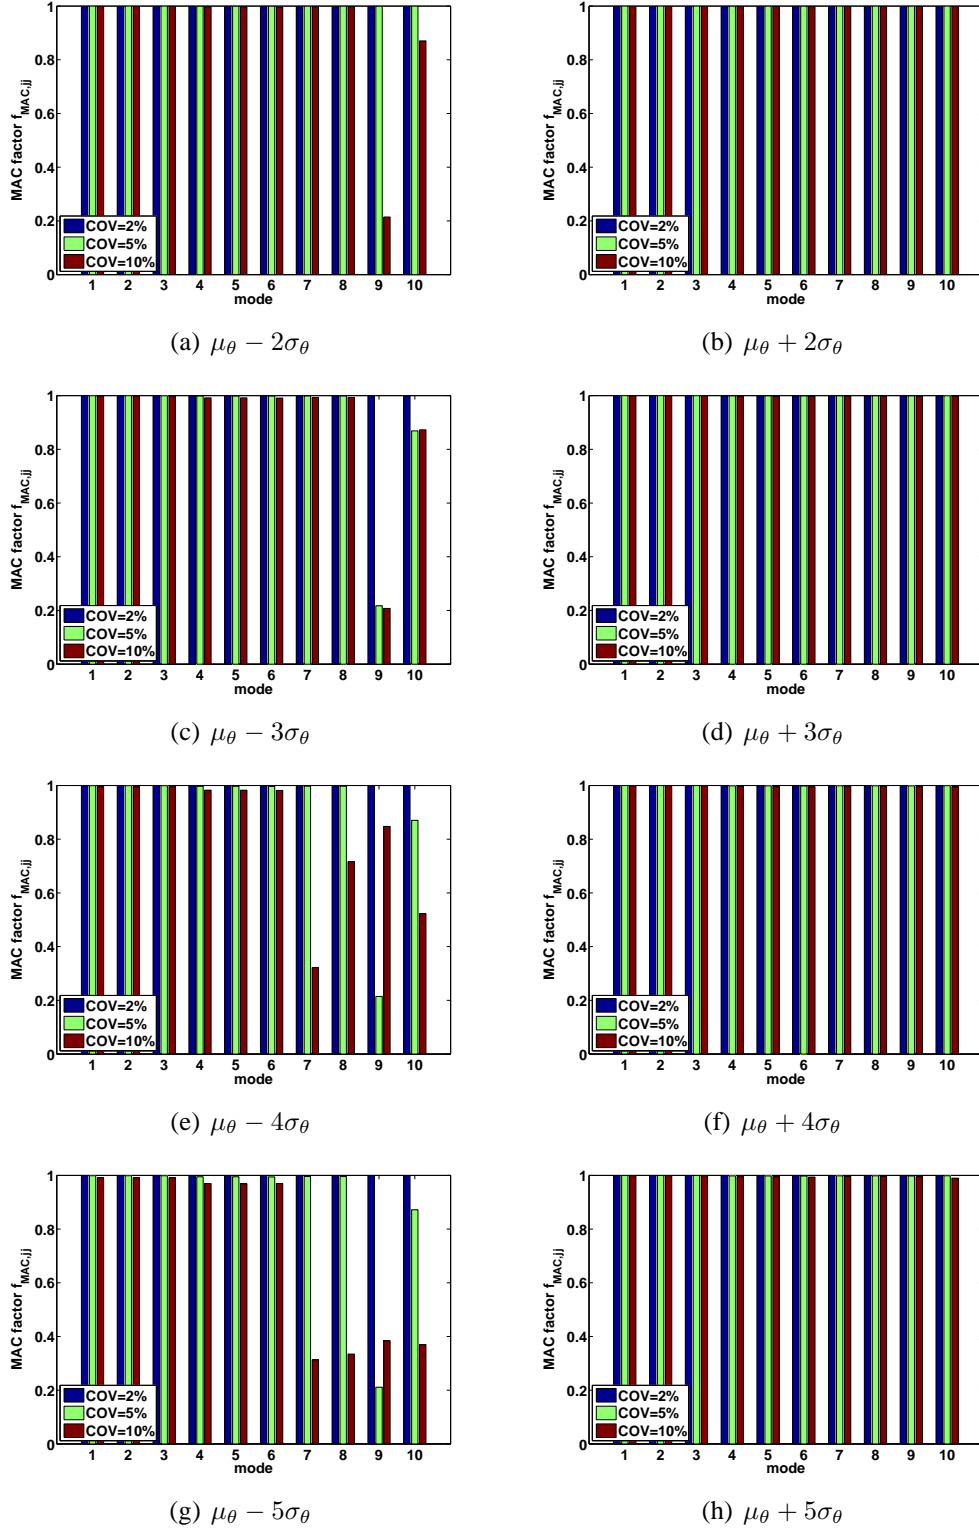 MAC factor f_MAC,jj
1
0.8
0.6
0.4
0.2
0
COV=2%
COV=5%
COV=10%
1 2 3 4 5 6 7 8 9 10
mode
(a) μ_θ − 2σ_θ
MAC factor f_MAC,jj
1
0.8
0.6
0.4
0.2
0
COV=2%
COV=5%
COV=10%
1 2 3 4 5 6 7 8 9 10
mode
(b) μ_θ + 2σ_θ
MAC factor f_MAC,jj
1
0.8
0.6
0.4
0.2
0
COV=2%
COV=5%
COV=10%
1 2 3 4 5 6 7 8 9 10
mode
(c) μ_θ − 3σ_θ
MAC factor f_MAC,jj
1
0.8
0.6
0.4
0.2
0
COV=2%
COV=5%
COV=10%
1 2 3 4 5 6 7 8 9 10
mode
(d) μ_θ + 3σ_θ
MAC factor f_MAC,jj
1
0.8
0.6
0.4
0.2
0
COV=2%
COV=5%
COV=10%
1 2 3 4 5 6 7 8 9 10
mode
(e) μ_θ − 4σ_θ
MAC factor f_MAC,jj
1
0.8
0.6
0.4
0.2
0
COV=2%
COV=5%
COV=10%
1 2 3 4 5 6 7 8 9 10
mode
(f) μ_θ + 4σ_θ
MAC factor f_MAC,jj
1
0.8
0.6
0.4
0.2
0
COV=2%
COV=5%
COV=10%
1 2 3 4 5 6 7 8 9 10
mode
(g) μ_θ − 5σ_θ
MAC factor f_MAC,jj
1
0.8
0.6
0.4
0.2
0
COV=2%
COV=5%
COV=10%
1 2 3 4 5 6 7 8 9 10
mode
(h) μ_θ + 5σ_θ